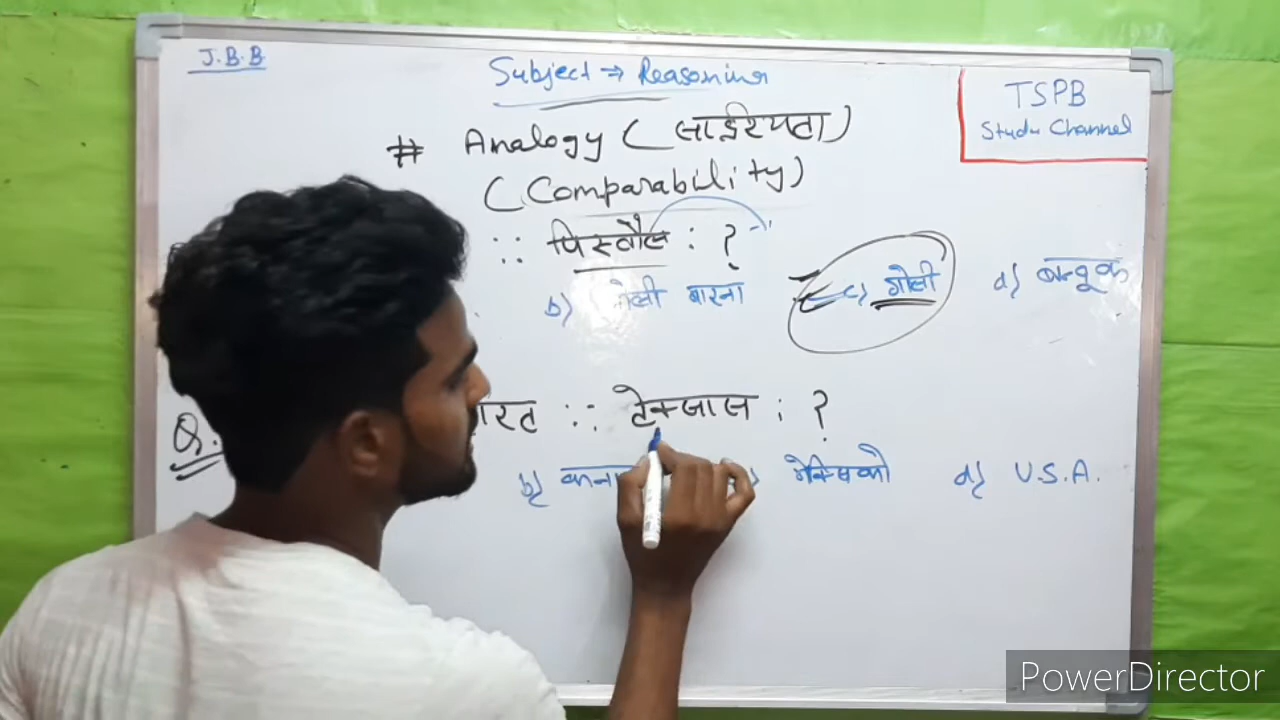 J.B.B
Subject → Reasoning
TSPB
Study Channel
# Analogy (सादृश्यता)
(Comparability)
:: पिस्तौल : ?
b) गोली मारना c) गोली d) बन्दूक
Q. ारत :: टेक्सास : ?
b) कना मेक्सिको d) U.S.A.
PowerDirector